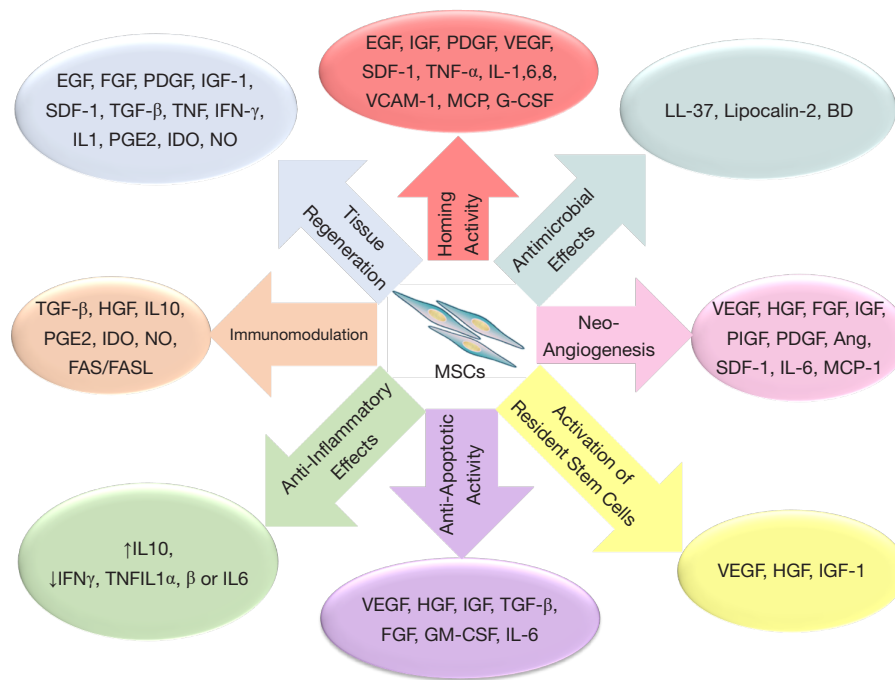 EGF, IGF, PDGF, VEGF,
SDF-1, TNF-α, IL-1,6,8,
VCAM-1, MCP, G-CSF
EGF, FGF, PDGF, IGF-1,
SDF-1, TGF-β, TNF, IFN-γ,
IL1, PGE2, IDO, NO
LL-37, Lipocalin-2, BD
Tissue
Regeneration
Homing
Activity
Antimicrobial
Effects
TGF-β, HGF, IL10,
PGE2, IDO, NO,
FAS/FASL
Immunomodulation
MSCs
Neo-
Angiogenesis
VEGF, HGF, FGF, IGF,
PIGF, PDGF, Ang,
SDF-1, IL-6, MCP-1
Anti-Inflammatory
Effects
Anti-Apoptotic
Activity
Activation of
Resident Stem Cells
↑IL10,
↓IFNγ, TNFIL1α, β or IL6
VEGF, HGF, IGF, TGF-β,
FGF, GM-CSF, IL-6
VEGF, HGF, IGF-1